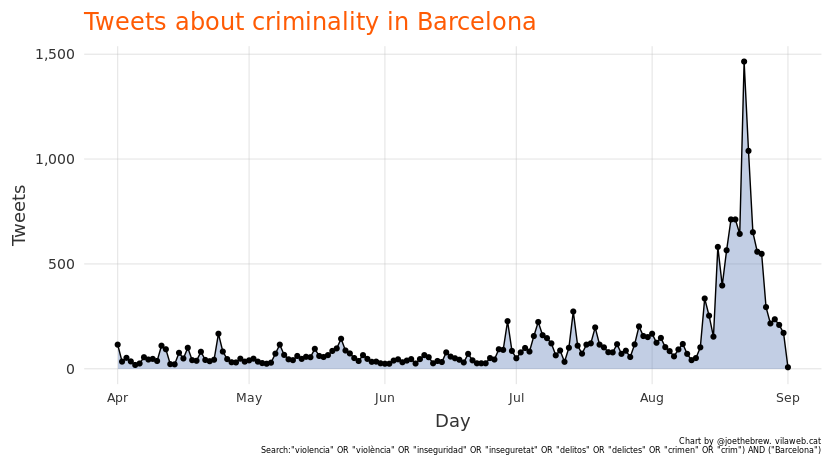 Tweets about criminality in Barcelona
1,500
1,000
500
0
Tweets
Apr May Jun Jul Aug Sep
Day
Chart by @joethebrew. vilaweb.cat
Search:"violencia" OR "violència" OR "inseguridad" OR "inseguretat" OR "delitos" OR "delictes" OR "crimen" OR "crim") AND ("Barcelona")